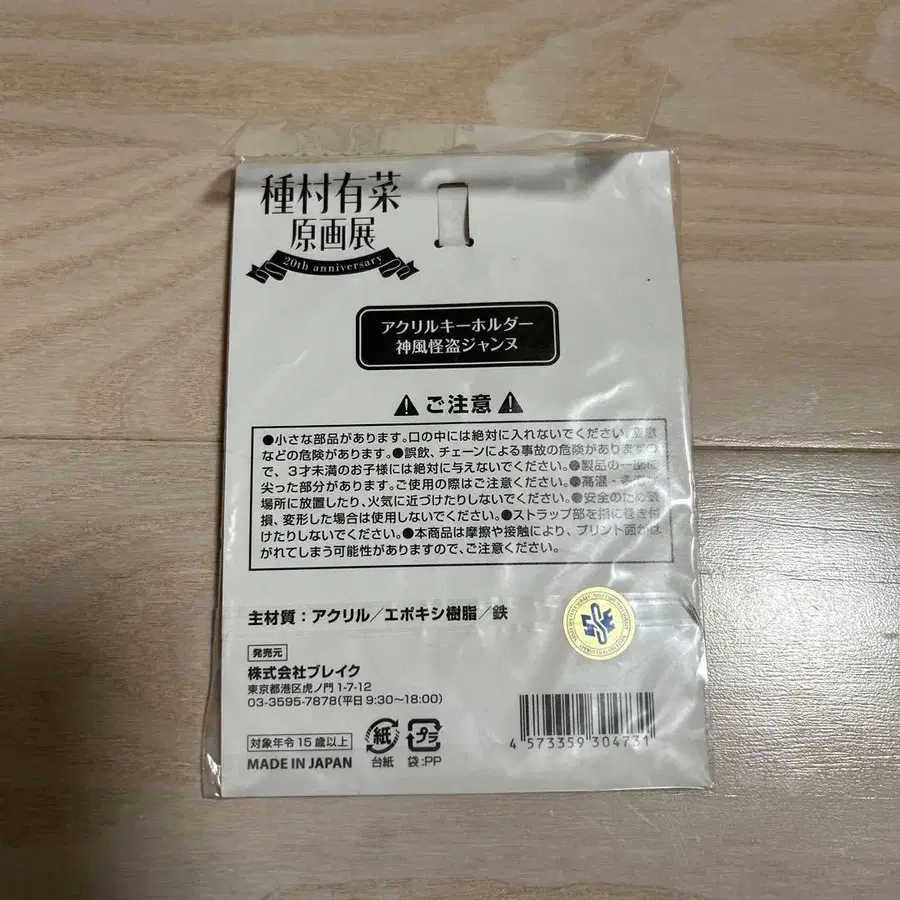 種村有菜
原画展
20th anniversary
アクリルキーホルダー
神風怪盗ジャンヌ
ご注意
●小さな部品があります。口の中には絶対に入れないでください。窒息
などの危険があります。●誤飲、チェーンによる事故の危険がありますの
で、3才未満のお子様には絶対に与えないでください。●製品の一部に
尖った部分があります。ご使用の際はご注意ください。●高温・多湿の
場所に放置したり、火気に近づけたりしないでください。●安全のため破
損、変形した場合は使用しないでください。●ストラップ部を指に巻き付
けたりしないでください。●本商品は摩擦や接触により、プリント面がは
がれてしまう可能性がありますので、ご注意ください。
主材質：アクリル／エポキシ樹脂／鉄
発売元
株式会社ブレイク
東京都港区虎ノ門1-7-12
03-3595-7878(平日 9:30〜18:00)
対象年令15歳以上
MADE IN JAPAN
紙
台紙
プラ
袋:PP
4 573359 304731